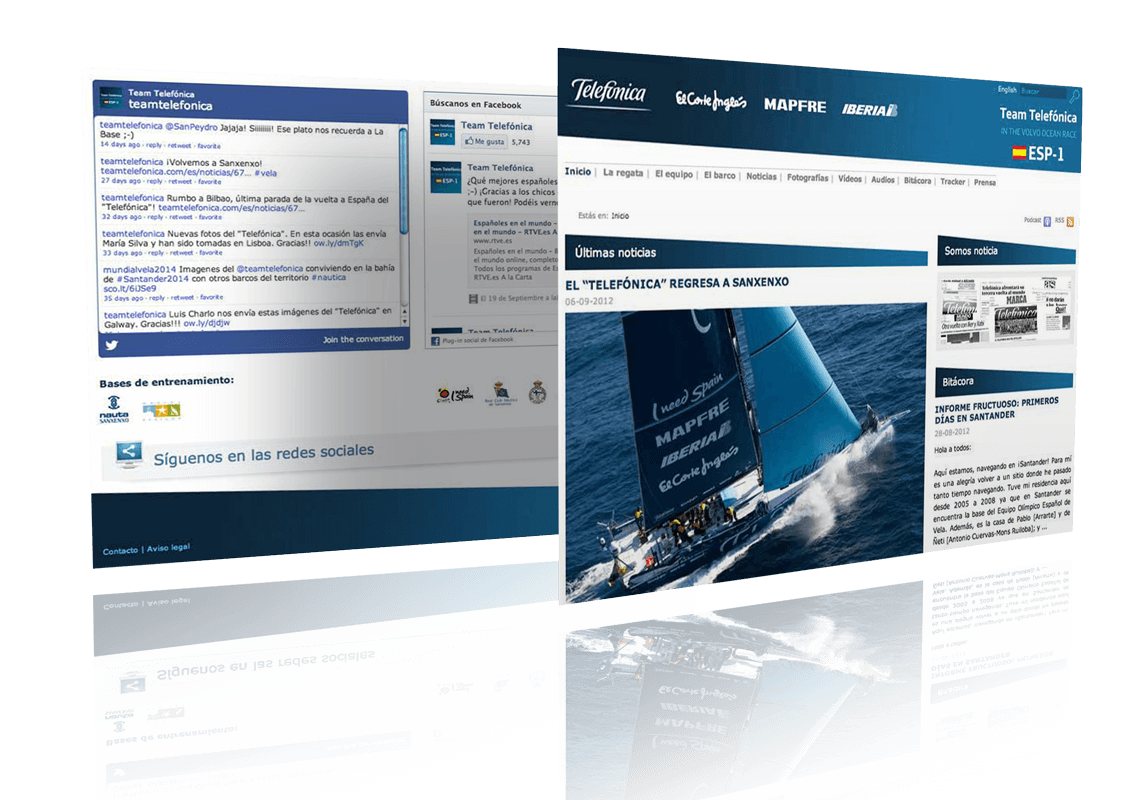 Team Telefónica
teamtelefonica
teamtelefonica @SanPeydro Jajaja! Siiiiiiii! Ese plato nos recuerda a La
Base ;-)
14 days ago · reply · retweet · favorite
teamtelefonica ¡Volvemos a Sanxenxo!
teamtelefonica.com/es/noticias/67... #vela
27 days ago · reply · retweet · favorite
teamtelefonica Rumbo a Bilbao, última parada de la vuelta a España del
"Telefónica"! teamtelefonica.com/es/noticias/67...
32 days ago · reply · retweet · favorite
teamtelefonica Nuevas fotos del "Telefónica". En esta ocasión las envía
María Silva y han sido tomadas en Lisboa. Gracias!! ow.ly/dmTgK
33 days ago · reply · retweet · favorite
mundialvela2014 Imagenes del @teamtelefonica conviviendo en la bahía
de #Santander2014 con otros barcos del territorio #nautica
sco.lt/6iJSe9
35 days ago · reply · retweet · favorite
teamtelefonica Luis Charlo nos envía estas imágenes del "Telefónica" en
Galway. Gracias!!! ow.ly/djdjw
Join the conversation
Búscanos en Facebook
Team Telefónica
ESP-1
Me gusta 5,743
Team Telefónica
ESP-1
¿Qué mejores españoles
;-) ¡Gracias a los chicos
que fueron! Podéis verno
Españoles en el mundo -
en el mundo - RTVE.es
www.rtve.es
Españoles en el mundo - B
el mundo online, completo
Todos los programas de Es
RTVE.es A la Carta
El 19 de Septiembre a la
Team Telefónica
Plug-in social de Facebook
Bases de entrenamiento:
nauta
SANXENXO
I need
Spain
Síguenos en las redes sociales
Contacto | Aviso legal
Telefónica
El Corte Inglés
MAPFRE
IBERIA
English
Buscar
Team Telefónica
IN THE VOLVO OCEAN RACE
ESP-1
Inicio | La regata | El equipo | El barco | Noticias | Fotografías | Vídeos | Audios | Bitácora | Tracker | Prensa
Estás en: Inicio
Podcast
RSS
Últimas noticias
EL “TELEFÓNICA” REGRESA A SANXENXO
06-09-2012
I need Spain
MAPFRE
IBERIA
El Corte Inglés
Telefónica
Somos noticia
MARCA
Telefónica
Bitácora
INFORME FRUCTUOSO: PRIMEROS
DÍAS EN SANTANDER
28-08-2012
Hola a todos:
Aquí estamos, navegando en ¡Santander! Para mí
es una alegría volver a un sitio donde he pasado
tanto tiempo navegando. Tuve mi residencia aquí
desde 2005 a 2008 ya que en Santander se
encuentra la base del Equipo Olímpico Español de
Vela. Además, es la casa de Pablo [Arrarte] y de
Ñeti [Antonio Cuervas-Mons Ruiloba]; y ...